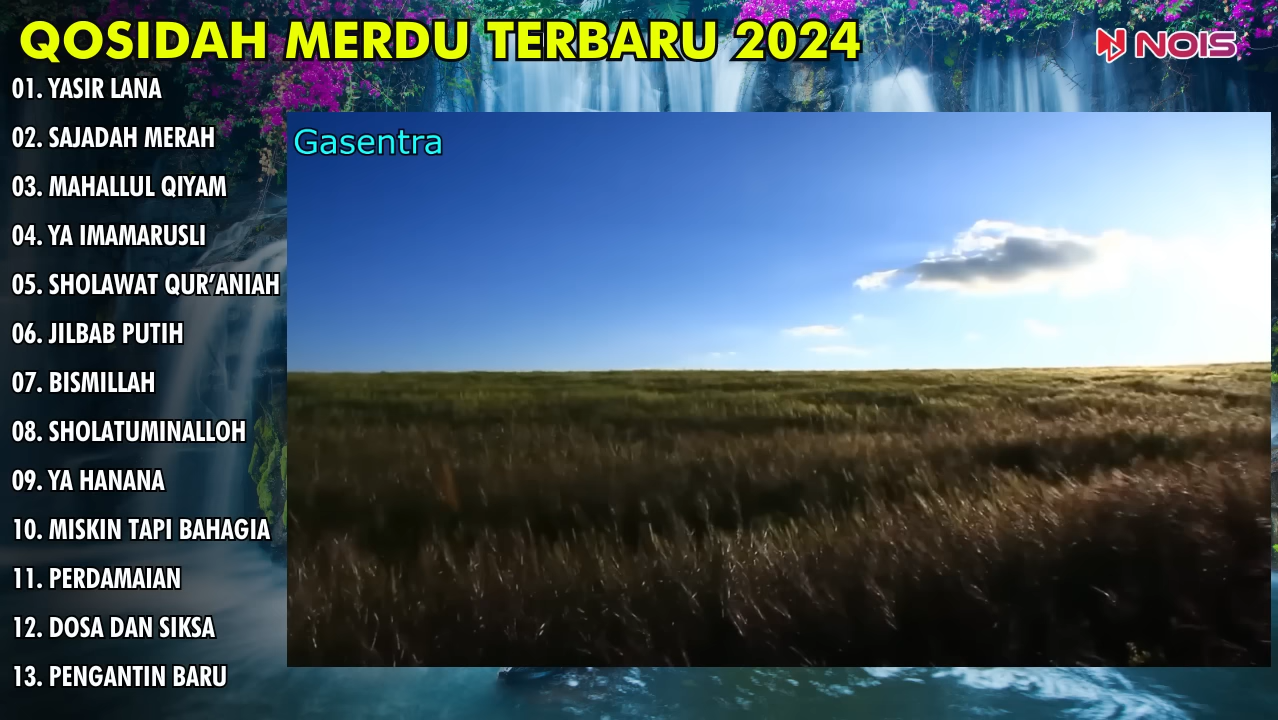 QOSIDAH MERDU TERBARU 2024
NOIS
01. YASIR LANA
02. SAJADAH MERAH
03. MAHALLUL QIYAM
04. YA IMAMARUSLI
05. SHOLAWAT QUR'ANIAH
06. JILBAB PUTIH
07. BISMILLAH
08. SHOLATUMINALLOH
09. YA HANANA
10. MISKIN TAPI BAHAGIA
11. PERDAMAIAN
12. DOSA DAN SIKSA
13. PENGANTIN BARU
Gasentra